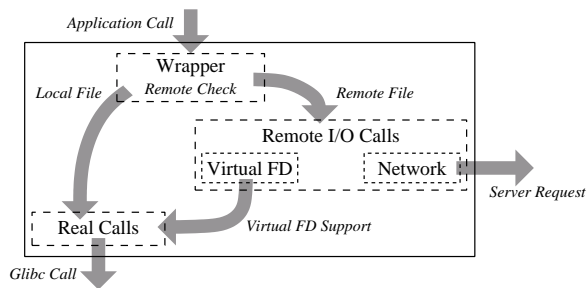 Application Call
Wrapper
Remote Check
Local File
Remote File
Remote I/O Calls
Virtual FD
Network
Server Request
Real Calls
Virtual FD Support
Glibc Call